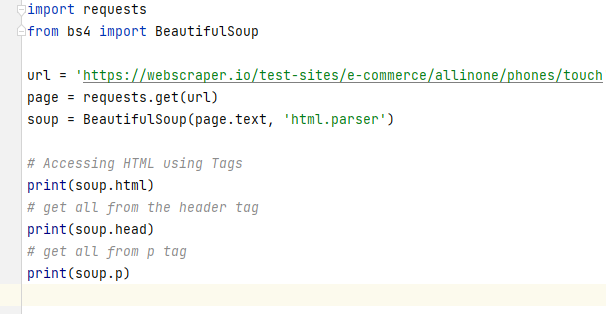 import requests
from bs4 import BeautifulSoup
url = 'https://webscraper.io/test-sites/e-commerce/allinone/phones/touch
page = requests.get(url)
soup = BeautifulSoup(page.text, 'html.parser')
# Accessing HTML using Tags
print(soup.html)
# get all from the header tag
print(soup.head)
# get all from p tag
print(soup.p)